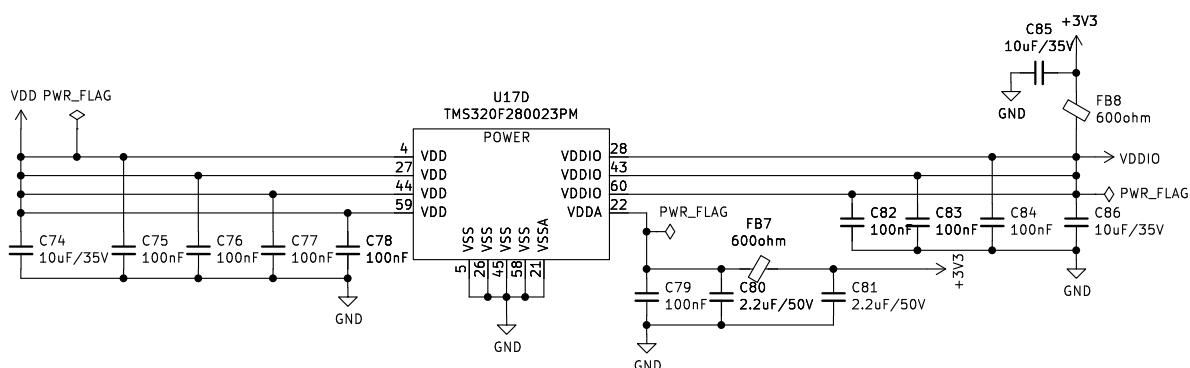 C85
10uF/35V
+3V3
GND
FB8
600ohm
VDD PWR_FLAG
U17D
TMS320F280023PM
POWER
4 VDD
27 VDD
44 VDD
59 VDD
VDDIO 28
VDDIO 43
VDDIO 60
VDDA 22
VSS 5
VSS 26
VSS 45
VSS 58
VSSA 21
VDDIO
PWR_FLAG
C74
10uF/35V
C75
100nF
C76
100nF
C77
100nF
C78
100nF
GND
GND
PWR_FLAG
FB7
600ohm
C82
100nF
C83
100nF
C84
100nF
C86
10uF/35V
GND
+3V3
C79
100nF
C80
2.2uF/50V
C81
2.2uF/50V
GND